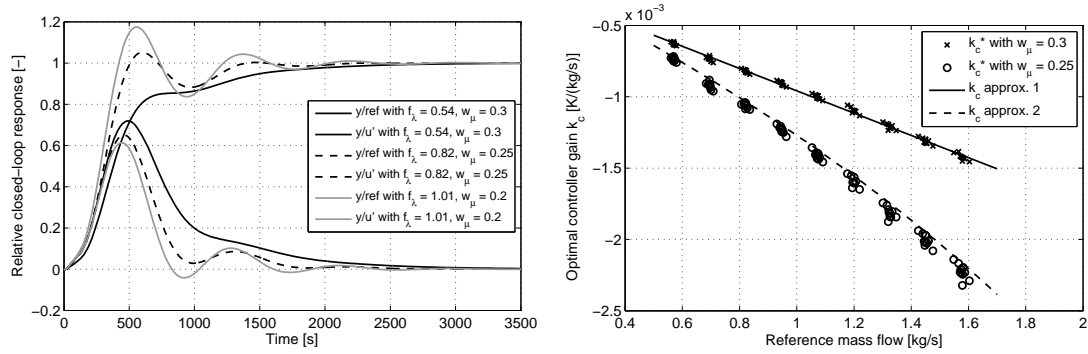 1.2
1
0.8
0.6
0.4
0.2
0
−0.2
Relative closed−loop response [−]
y/ref with f_λ = 0.54, w_μ = 0.3
y/u' with f_λ = 0.54, w_μ = 0.3
y/ref with f_λ = 0.82, w_μ = 0.25
y/u' with f_λ = 0.82, w_μ = 0.25
y/ref with f_λ = 1.01, w_μ = 0.2
y/u' with f_λ = 1.01, w_μ = 0.2
0 500 1000 1500 2000 2500 3000 3500
Time [s]
x 10^−3
−0.5
−1
−1.5
−2
−2.5
Optimal controller gain k_c [K/(kg/s)]
k_c* with w_μ = 0.3
k_c* with w_μ = 0.25
k_c approx. 1
k_c approx. 2
0.4 0.6 0.8 1 1.2 1.4 1.6 1.8 2
Reference mass flow [kg/s]